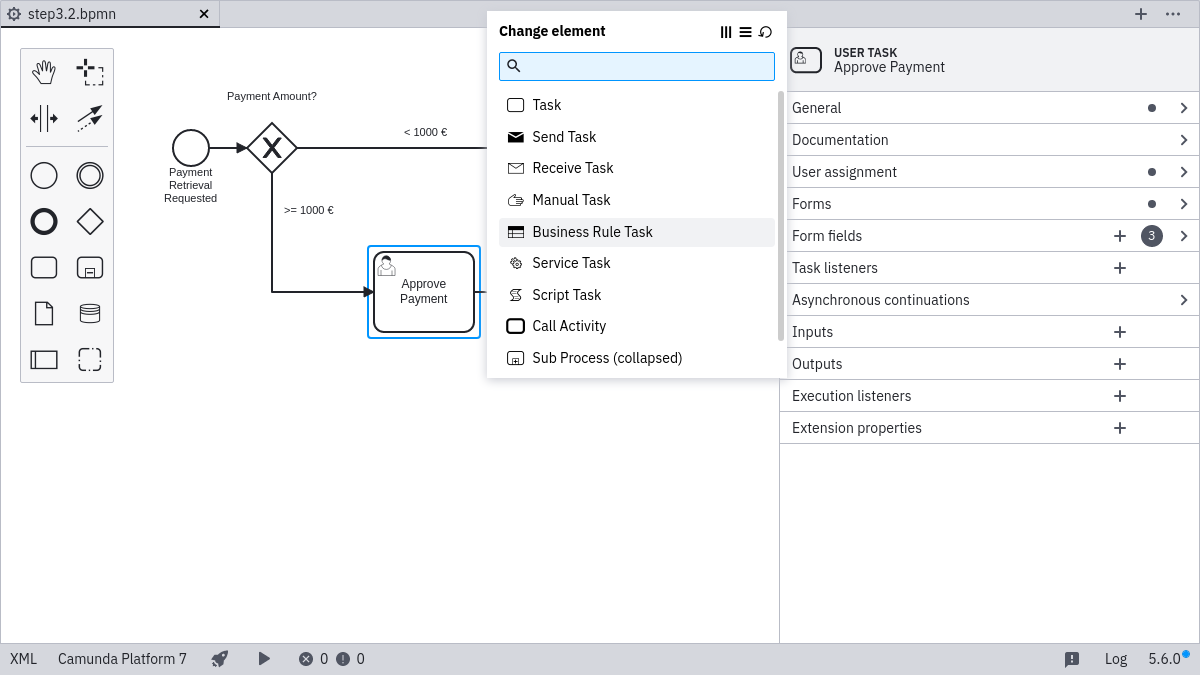 step3.2.bpmn
Payment Amount?
< 1000 €
Payment
Retrieval
Requested
>= 1000 €
Approve
Payment
Change element
Task
Send Task
Receive Task
Manual Task
Business Rule Task
Service Task
Script Task
Call Activity
Sub Process (collapsed)
USER TASK
Approve Payment
General
Documentation
User assignment
Forms
Form fields 3
Task listeners
Asynchronous continuations
Inputs
Outputs
Execution listeners
Extension properties
XML Camunda Platform 7 0 0 Log 5.6.0